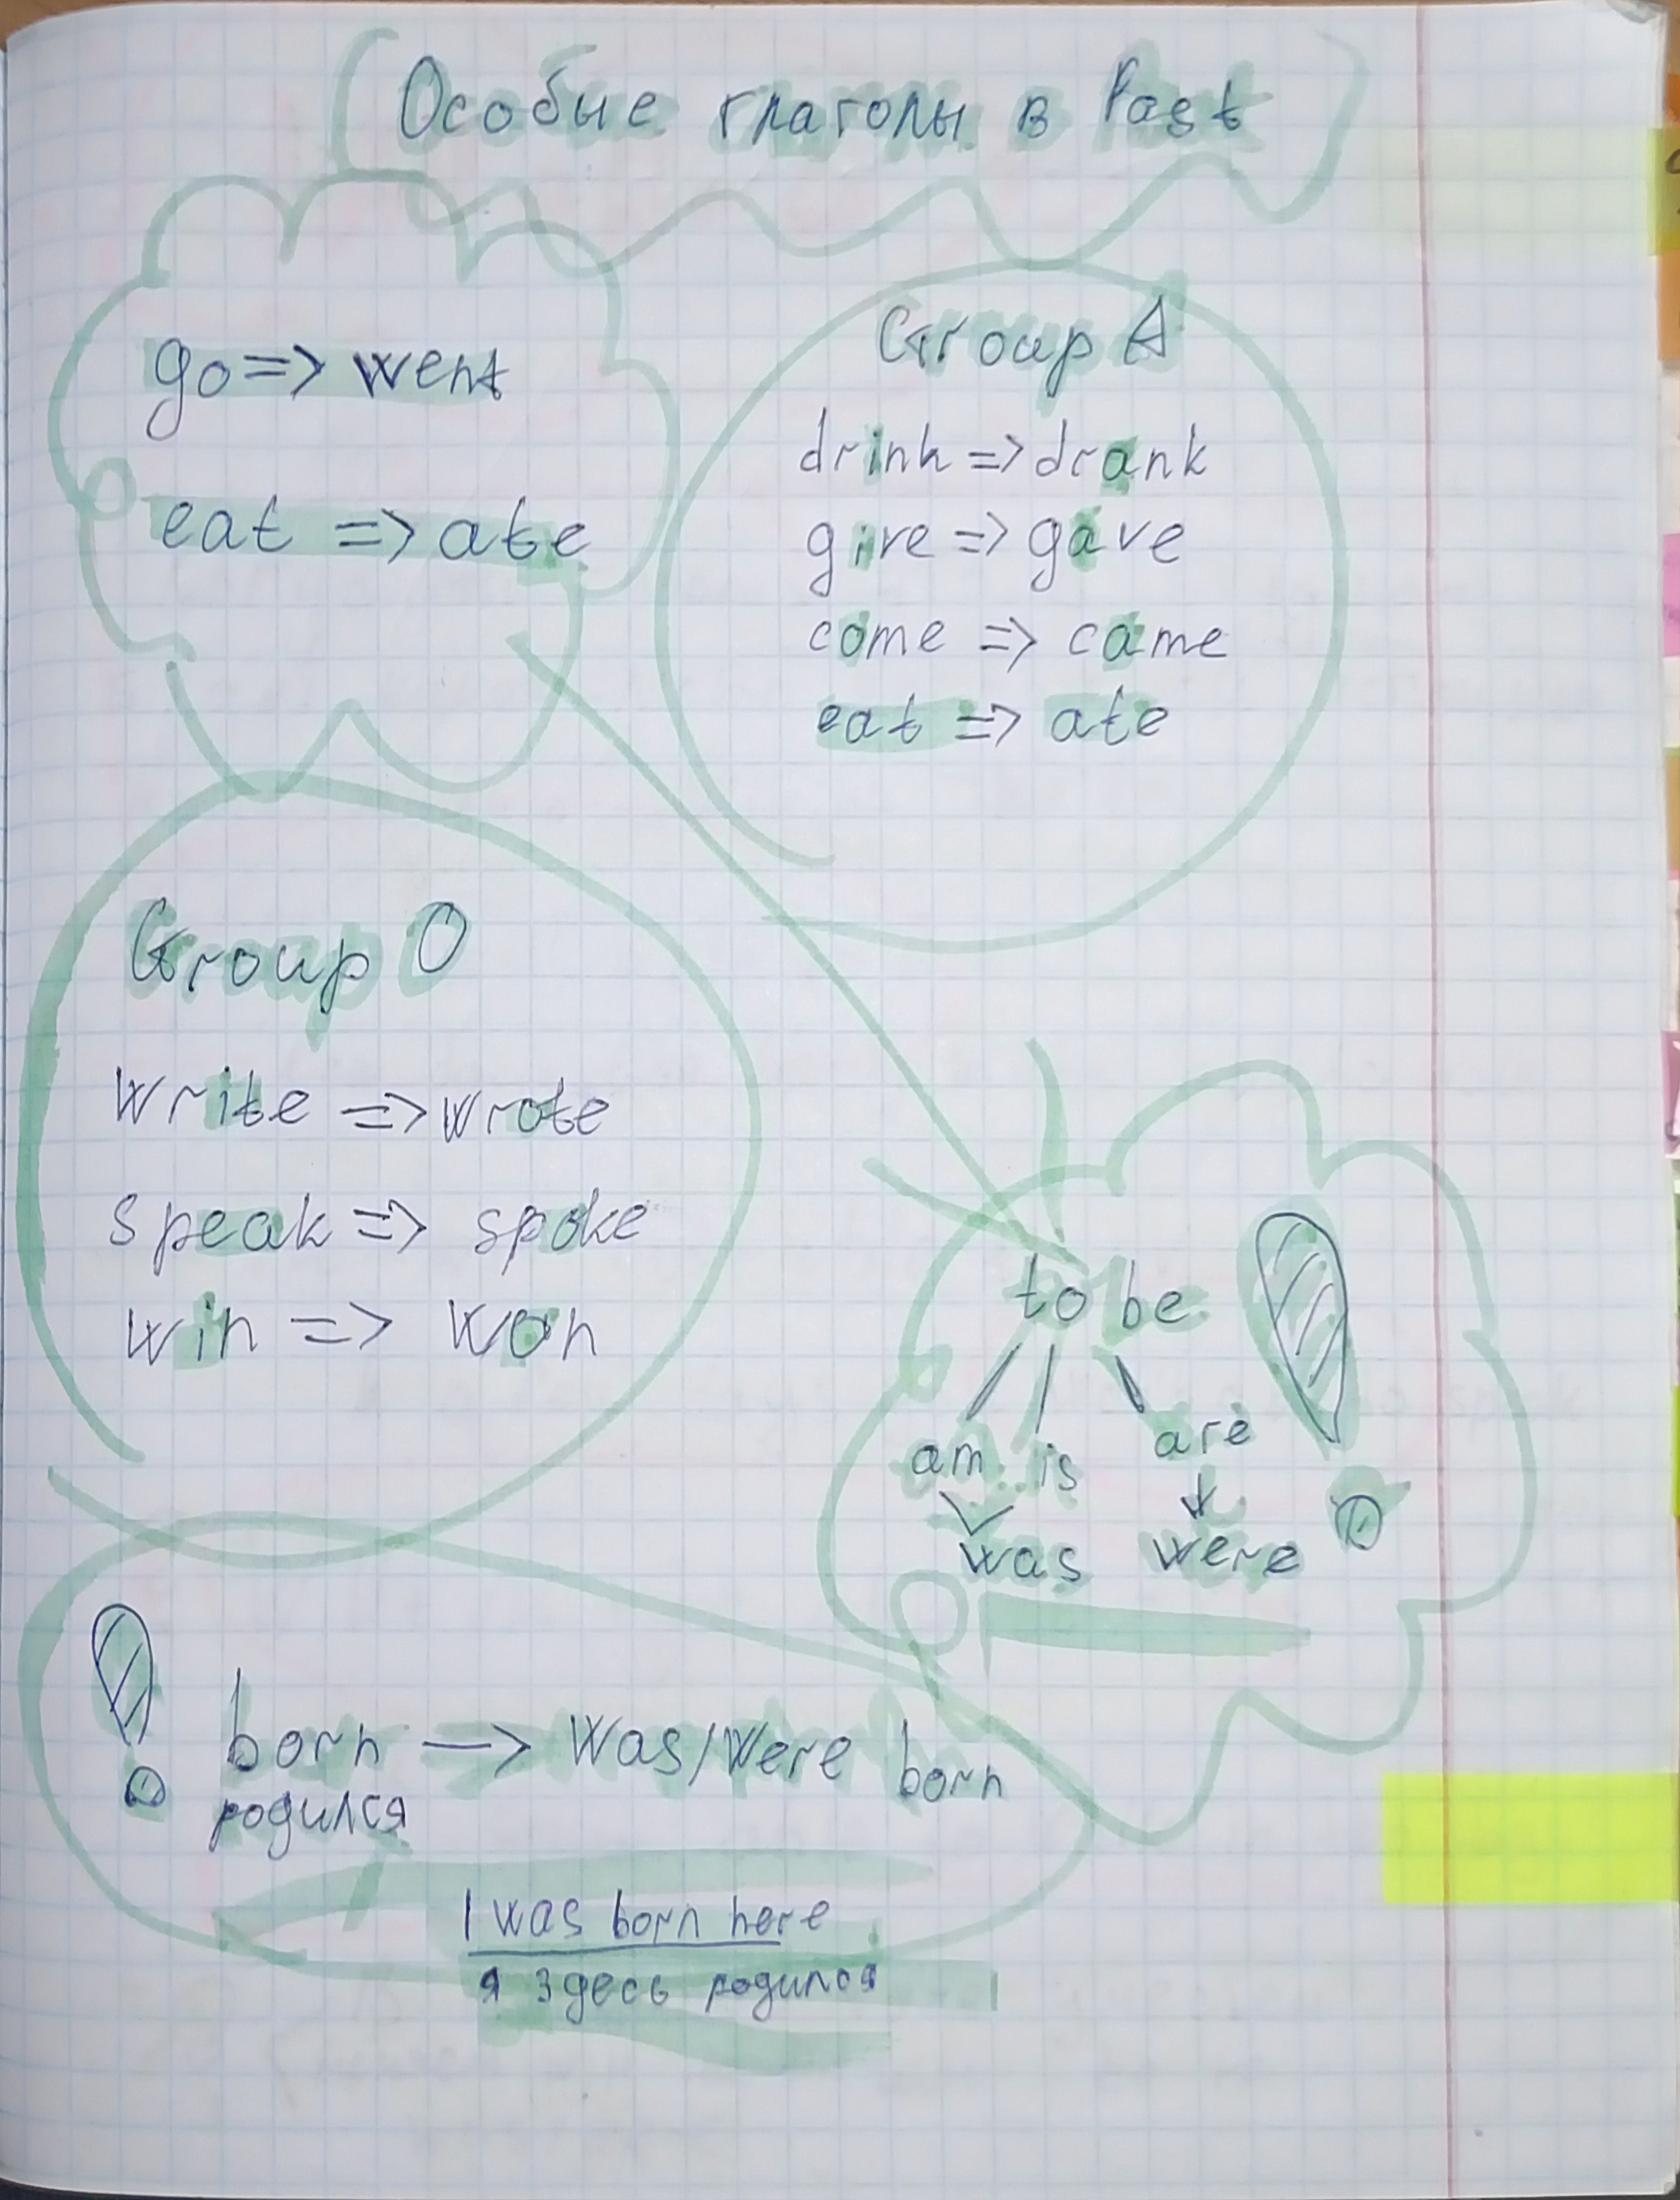 Особые глаголы в Past
go => went
eat => ate
Group A
drink => drank
give => gave
come => came
eat => ate
Group O
write => wrote
speak => spoke
win => won
to be
am is are
was were
born —> was/were born
родился
I was born here
я здесь родился